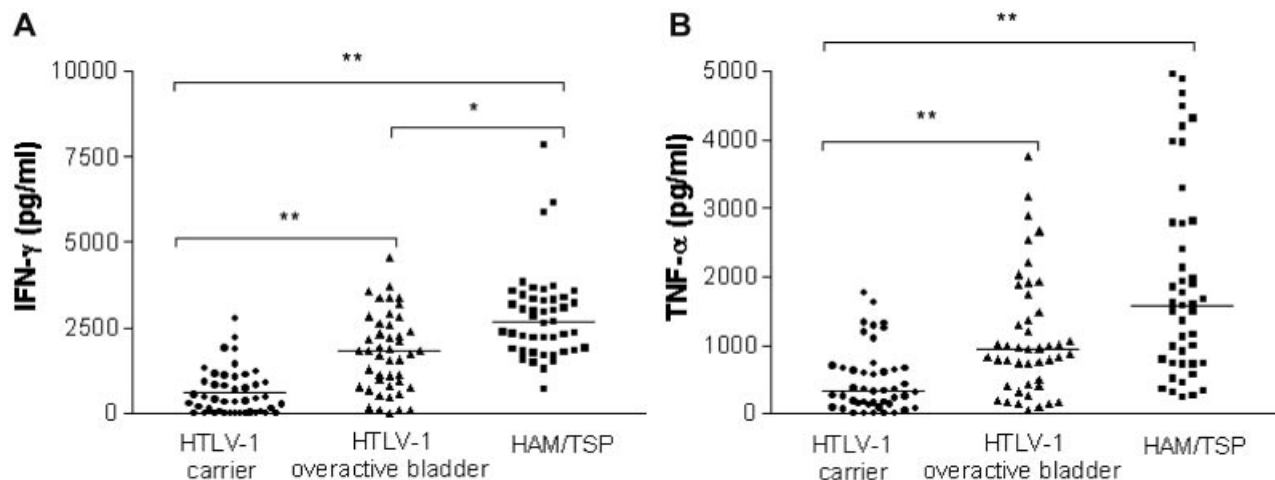 A
IFN-γ (pg/ml)
10000
7500
5000
2500
0
**
*
**
HTLV-1
carrier
HTLV-1
overactive bladder
HAM/TSP
B
TNF-α (pg/ml)
5000
4000
3000
2000
1000
0
**
**
HTLV-1
carrier
HTLV-1
overactive bladder
HAM/TSP